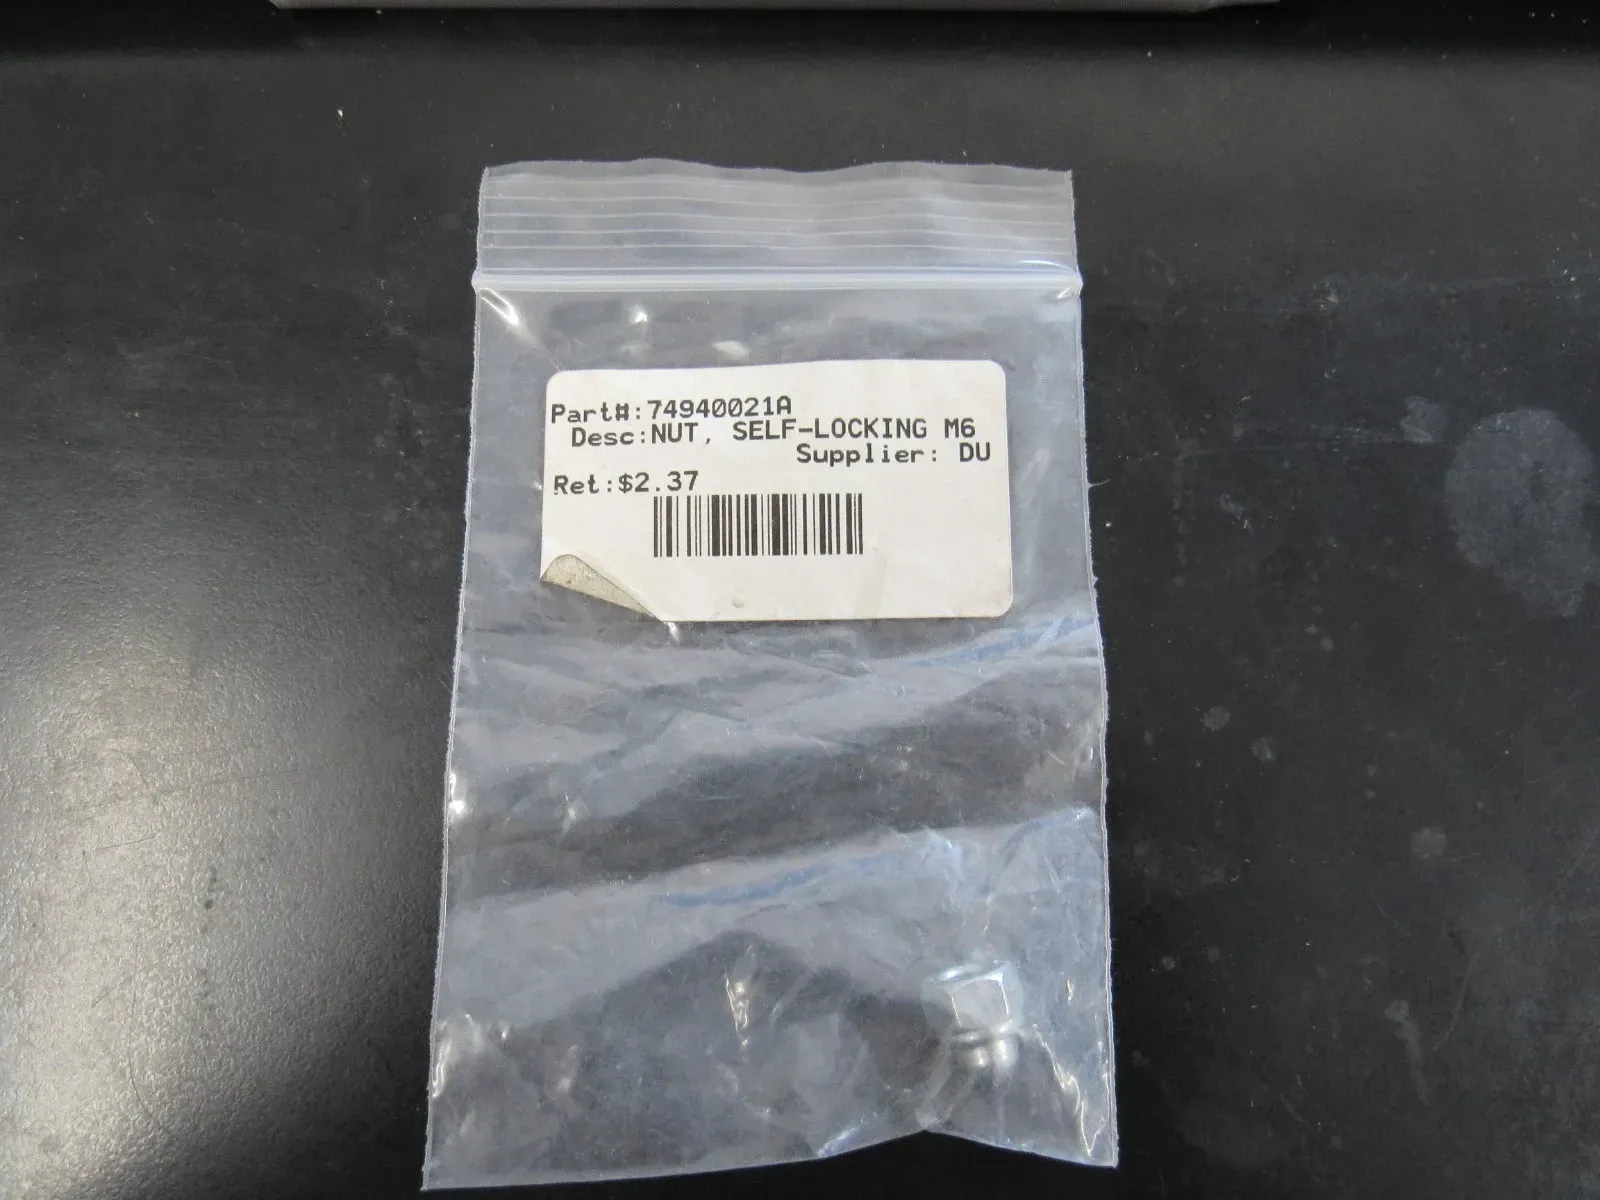 Part#:74940021A
Desc:NUT, SELF-LOCKING M6
Supplier: DU
Ret:$2.37